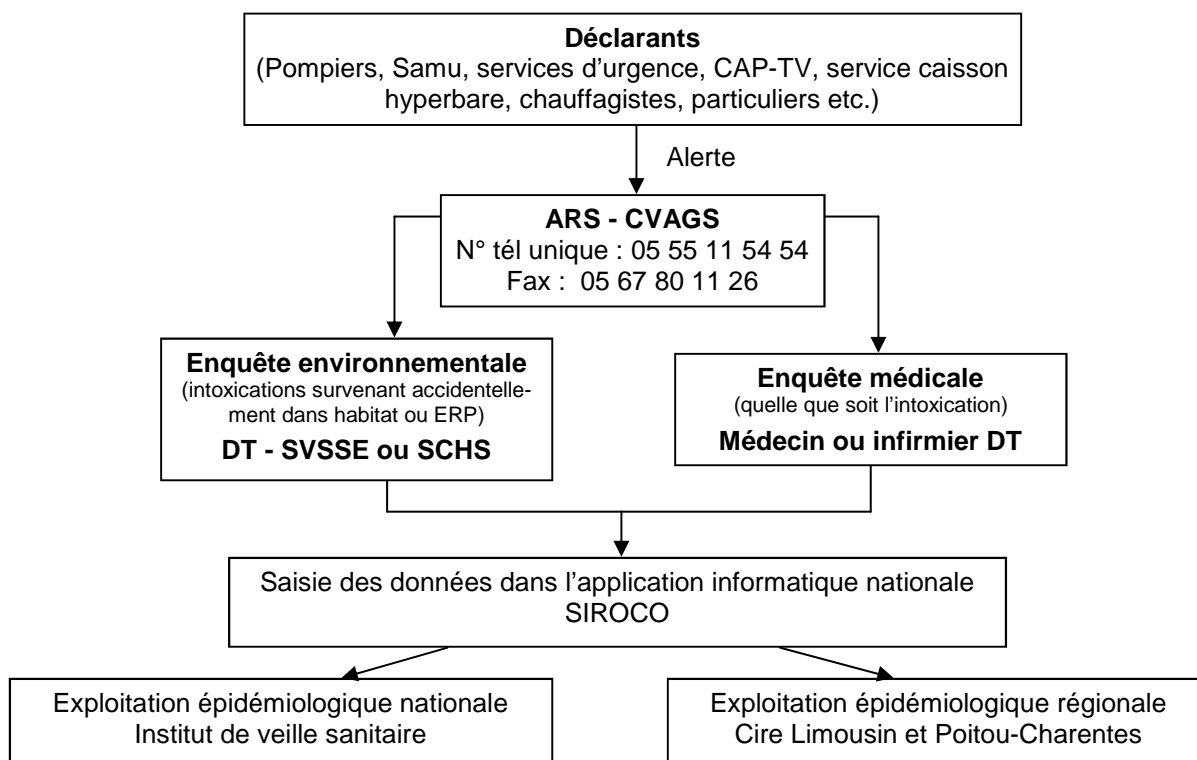 Déclarants
(Pompiers, Samu, services d'urgence, CAP-TV, service caisson
hyperbare, chauffagistes, particuliers etc.)
Alerte
ARS - CVAGS
N° tél unique : 05 55 11 54 54
Fax : 05 67 80 11 26
Enquête environnementale
(intoxications survenant accidentelle-
ment dans habitat ou ERP)
DT - SVSSE ou SCHS
Enquête médicale
(quelle que soit l'intoxication)
Médecin ou infirmier DT
Saisie des données dans l'application informatique nationale
SIROCO
Exploitation épidémiologique nationale
Institut de veille sanitaire
Exploitation épidémiologique régionale
Cire Limousin et Poitou-Charentes